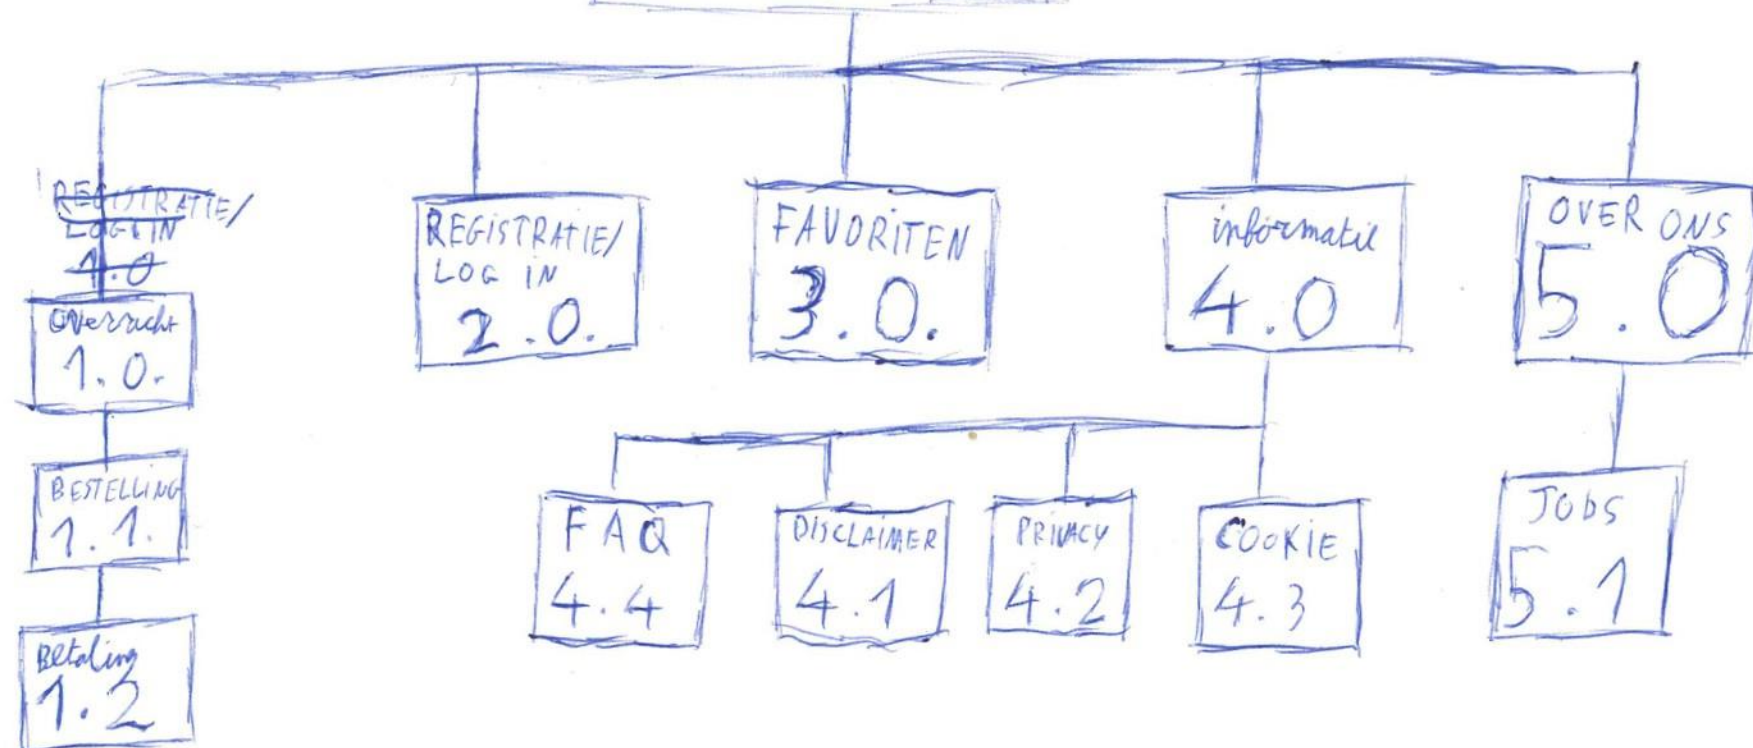 REGISTRATIE/
LOG IN
1.0
Overzicht
1.0.
BESTELLING
1.1.
Betaling
1.2
REGISTRATIE/
LOG IN
2.0.
FAVORITEN
3.0.
informatie
4.0
FAQ
4.4
DISCLAIMER
4.1
PRIVACY
4.2
COOKIE
4.3
OVER ONS
5.0
JOBS
5.1